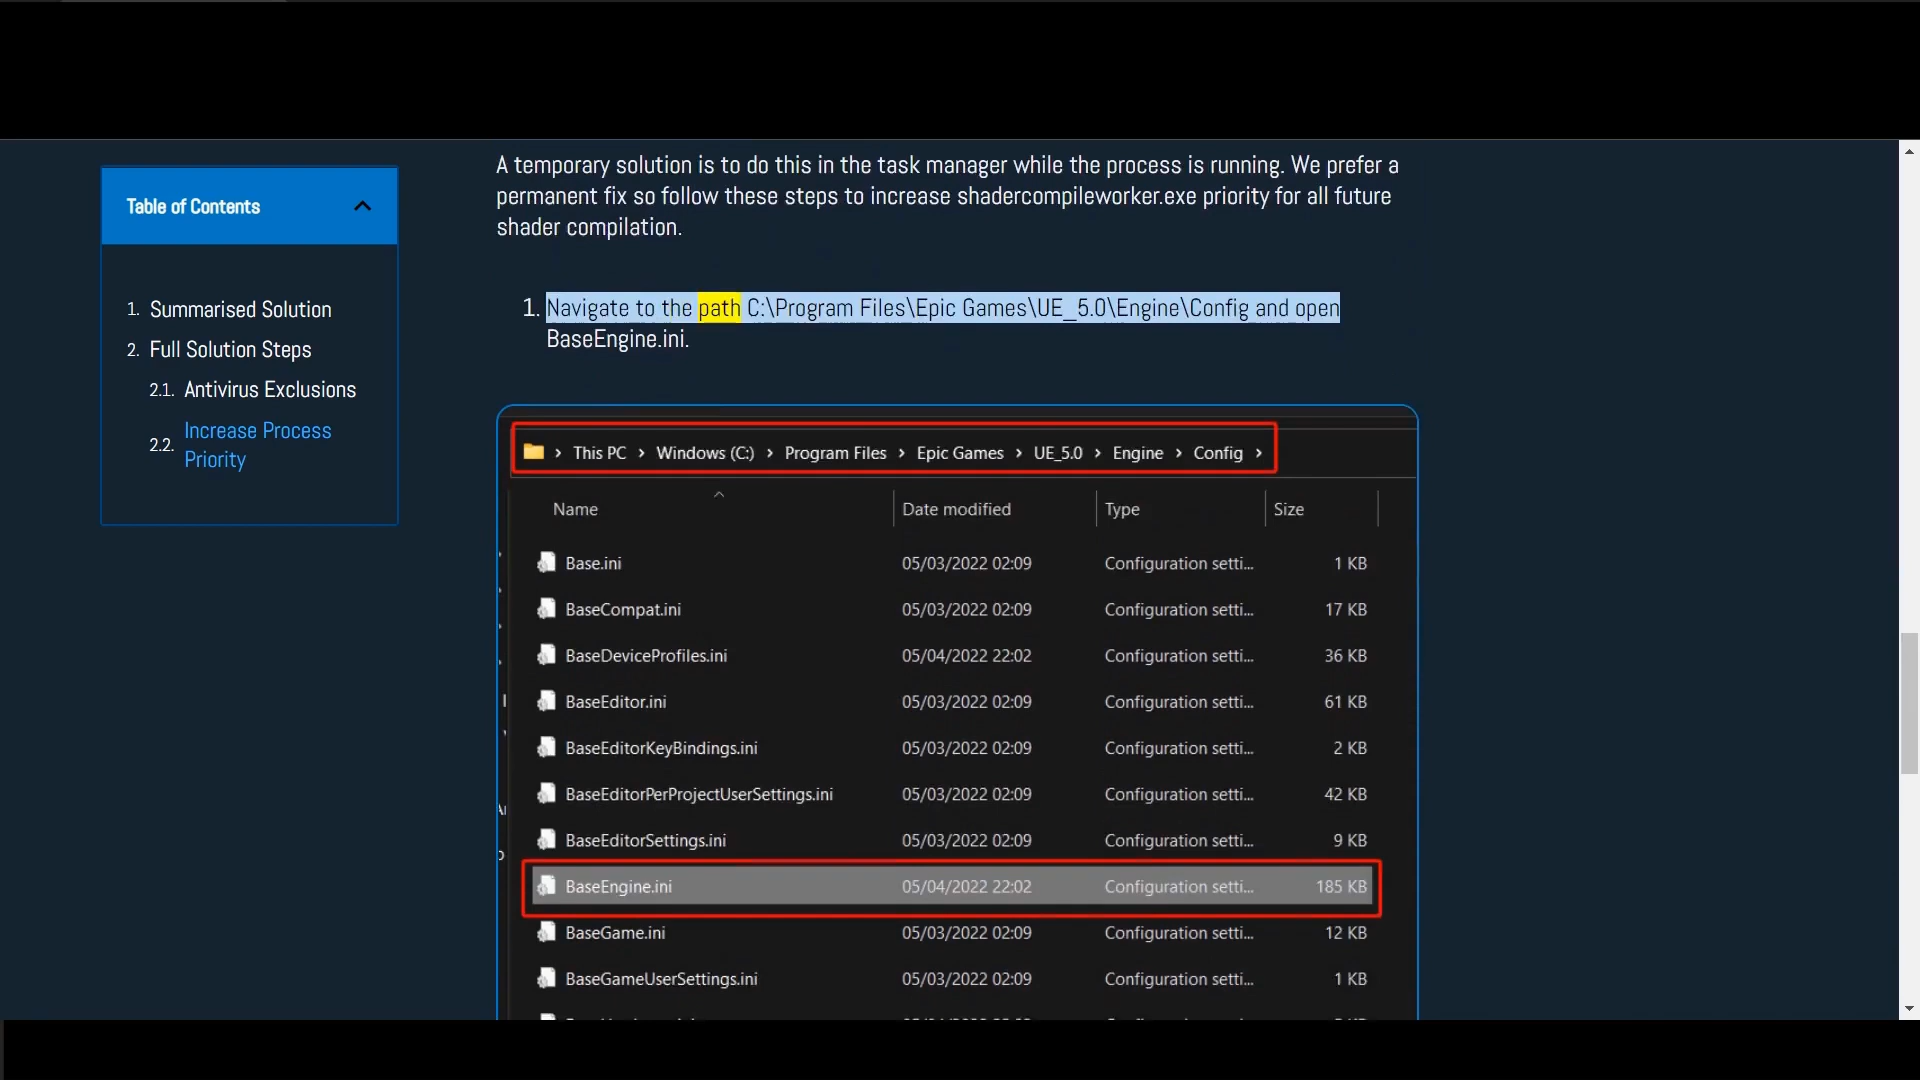 A temporary solution is to do this in the task manager while the process is running. We prefer a
permanent fix so follow these steps to increase shadercompileworker.exe priority for all future
shader compilation.
Table of Contents
1. Summarised Solution
2. Full Solution Steps
2.1. Antivirus Exclusions
2.2. Increase Process
Priority
1. Navigate to the path C:\Program Files\Epic Games\UE_5.0\Engine\Config and open
BaseEngine.ini.
This PC > Windows (C:) > Program Files > Epic Games > UE_5.0 > Engine > Config >
Name Date modified Type Size
Base.ini 05/03/2022 02:09 Configuration setti... 1 KB
BaseCompat.ini 05/03/2022 02:09 Configuration setti... 17 KB
BaseDeviceProfiles.ini 05/04/2022 22:02 Configuration setti... 36 KB
BaseEditor.ini 05/03/2022 02:09 Configuration setti... 61 KB
BaseEditorKeyBindings.ini 05/03/2022 02:09 Configuration setti... 2 KB
BaseEditorPerProjectUserSettings.ini 05/03/2022 02:09 Configuration setti... 42 KB
BaseEditorSettings.ini 05/03/2022 02:09 Configuration setti... 9 KB
BaseEngine.ini 05/04/2022 22:02 Configuration setti... 185 KB
BaseGame.ini 05/03/2022 02:09 Configuration setti... 12 KB
BaseGameUserSettings.ini 05/03/2022 02:09 Configuration setti... 1 KB